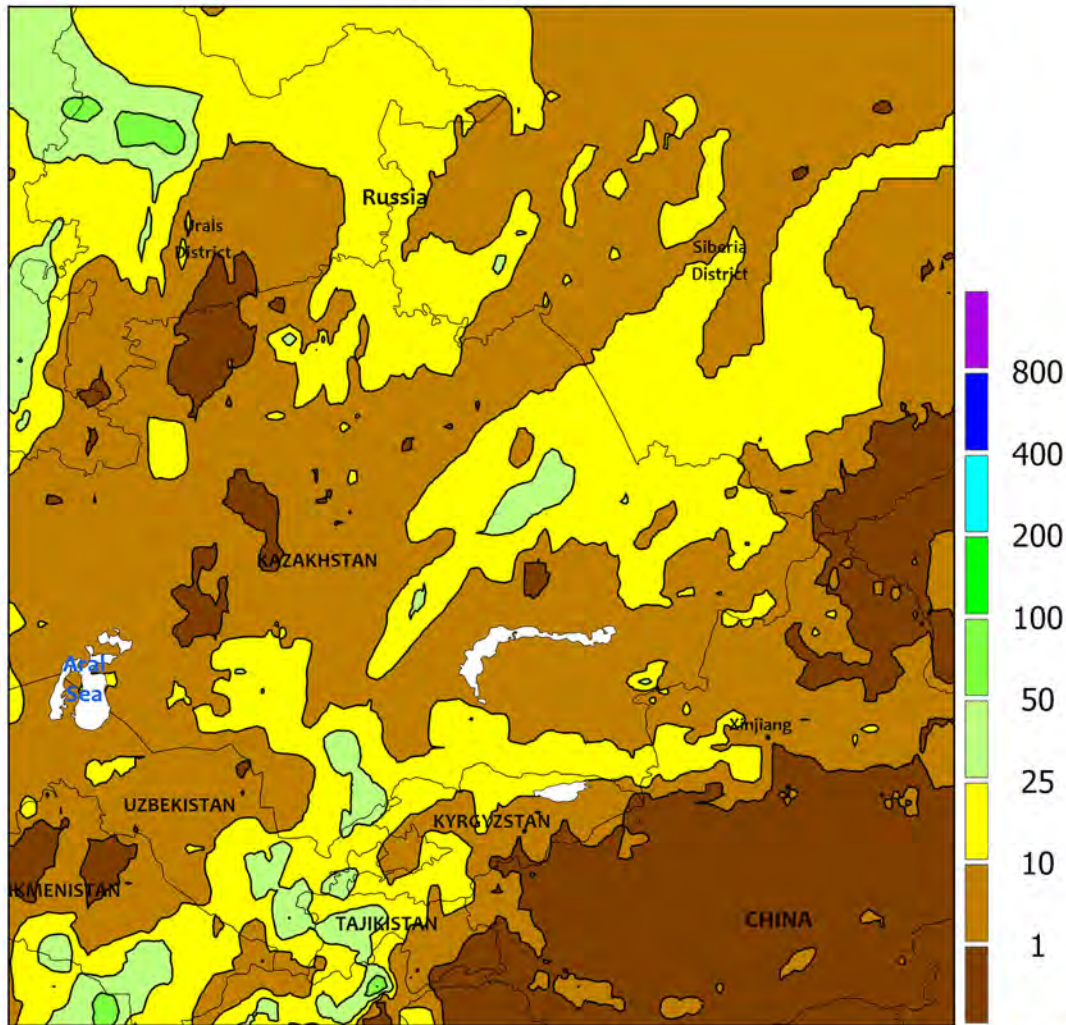 Russia
Urals
District
Siberia
District
800
400
200
100
50
25
10
1
KAZAKHSTAN
Aral
Sea
Xinjiang
UZBEKISTAN
KYRGYZSTAN
IKMENISTAN
TAJIKISTAN
CHINA